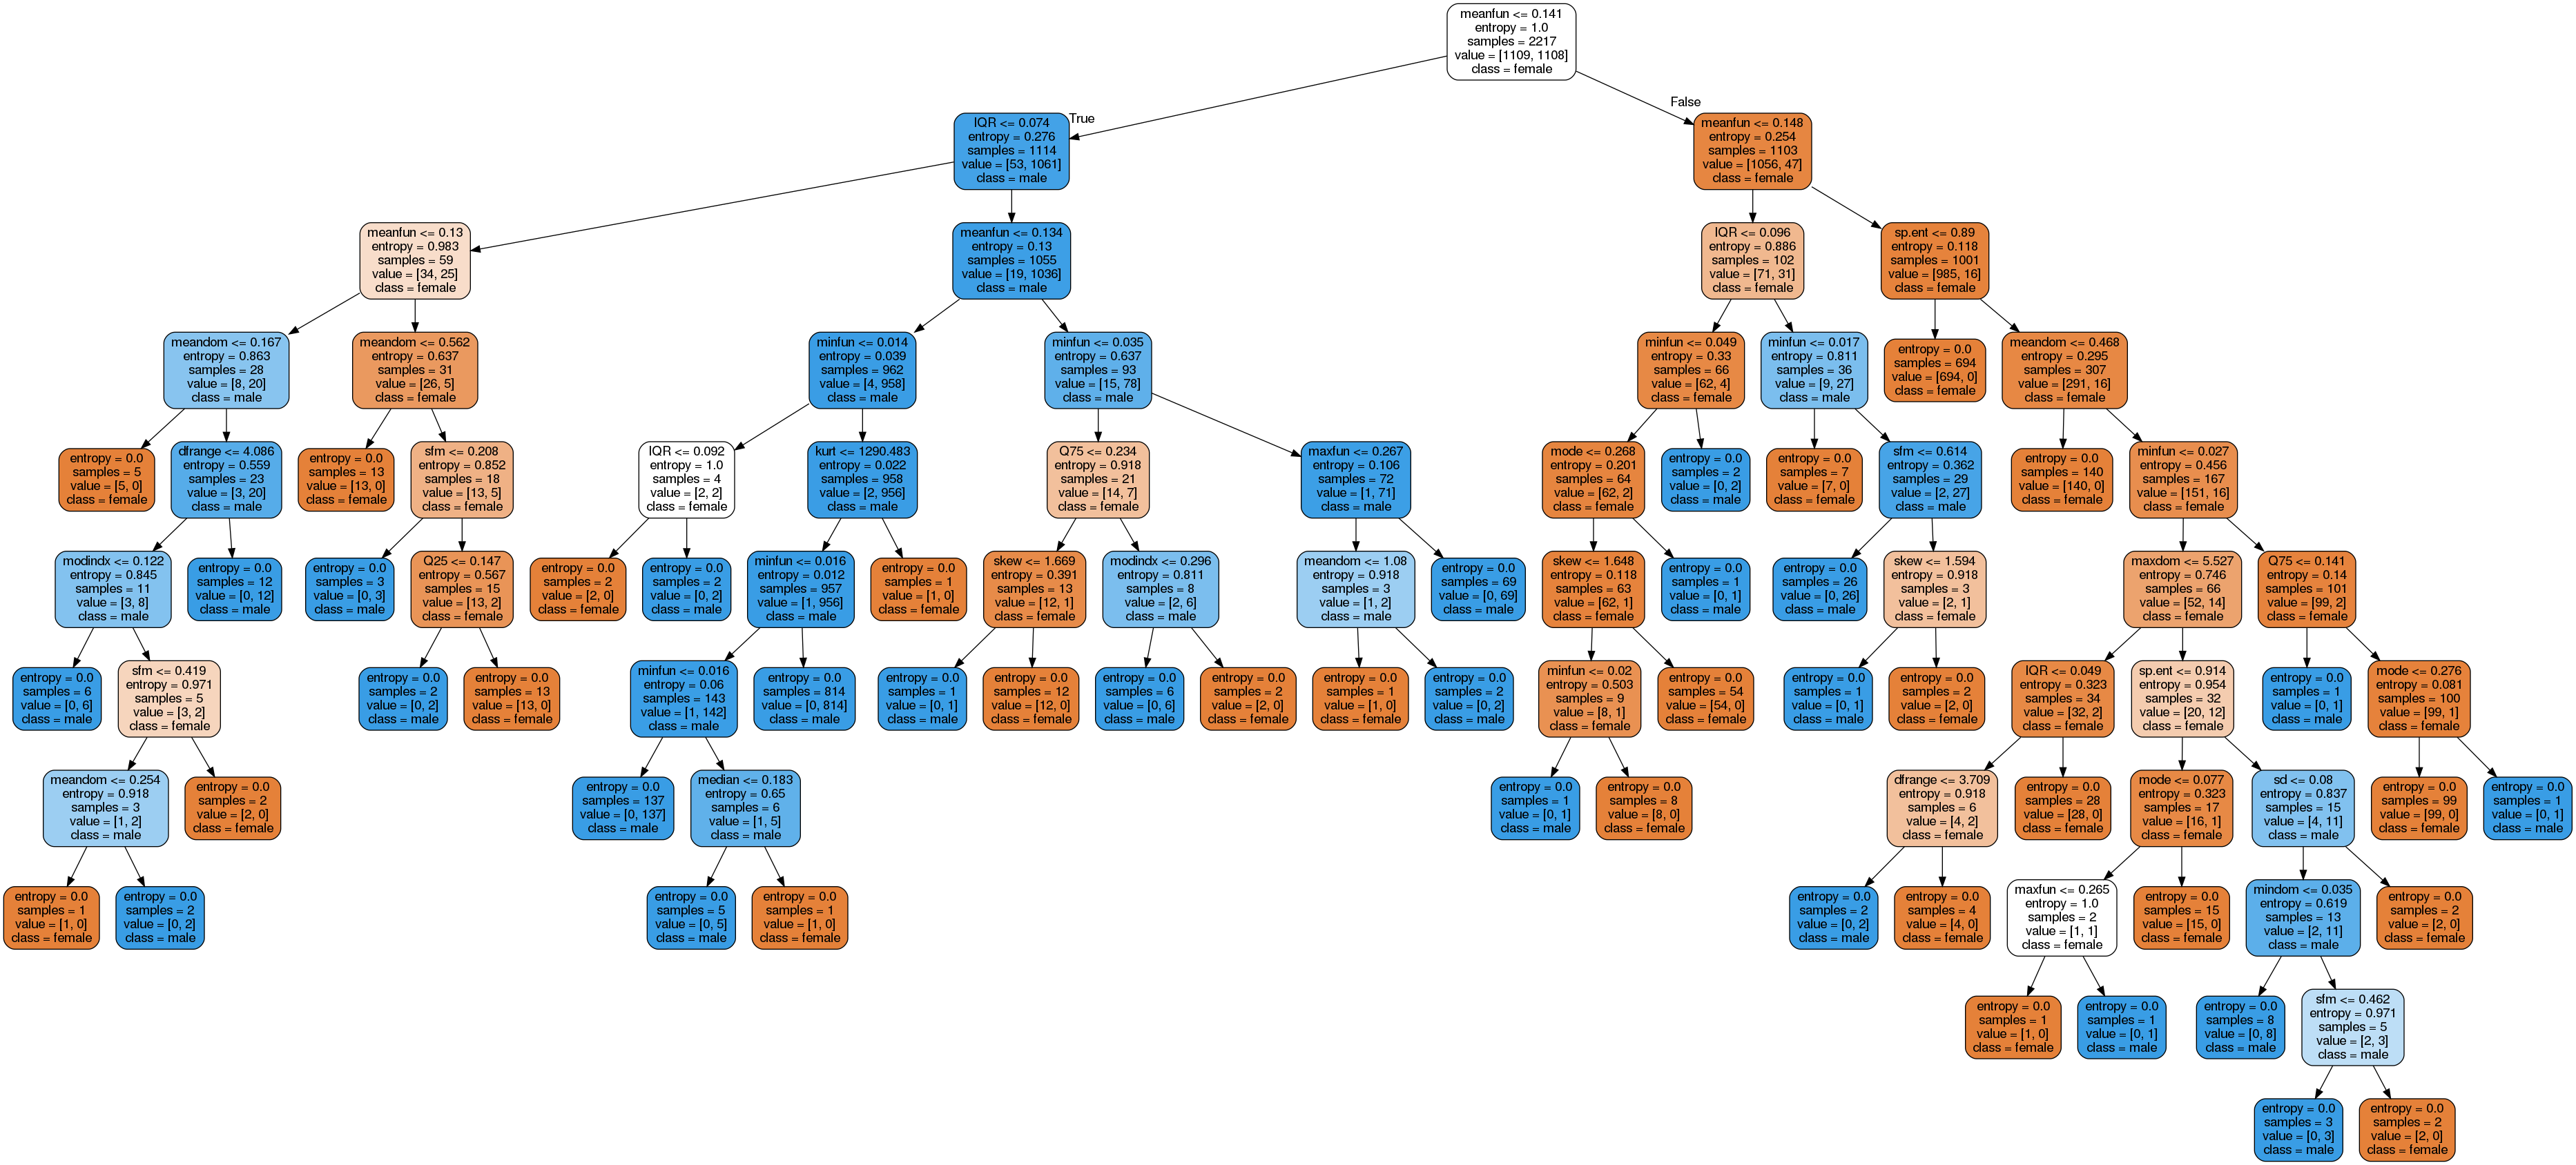 meanfun <= 0.141
entropy = 1.0
samples = 2217
value = [1109, 1108]
class = female
True
False
IQR <= 0.074
entropy = 0.276
samples = 1114
value = [53, 1061]
class = male
meanfun <= 0.148
entropy = 0.254
samples = 1103
value = [1056, 47]
class = female
meanfun <= 0.13
entropy = 0.983
samples = 59
value = [34, 25]
class = female
meanfun <= 0.134
entropy = 0.13
samples = 1055
value = [19, 1036]
class = male
IQR <= 0.096
entropy = 0.886
samples = 102
value = [71, 31]
class = female
sp.ent <= 0.89
entropy = 0.118
samples = 1001
value = [985, 16]
class = female
meandom <= 0.167
entropy = 0.863
samples = 28
value = [8, 20]
class = male
meandom <= 0.562
entropy = 0.637
samples = 31
value = [26, 5]
class = female
minfun <= 0.014
entropy = 0.039
samples = 962
value = [4, 958]
class = male
minfun <= 0.035
entropy = 0.637
samples = 93
value = [15, 78]
class = male
minfun <= 0.049
entropy = 0.33
samples = 66
value = [62, 4]
class = female
minfun <= 0.017
entropy = 0.811
samples = 36
value = [9, 27]
class = male
entropy = 0.0
samples = 694
value = [694, 0]
class = female
meandom <= 0.468
entropy = 0.295
samples = 307
value = [291, 16]
class = female
entropy = 0.0
samples = 5
value = [5, 0]
class = female
dfrange <= 4.086
entropy = 0.559
samples = 23
value = [3, 20]
class = male
entropy = 0.0
samples = 13
value = [13, 0]
class = female
sfm <= 0.208
entropy = 0.852
samples = 18
value = [13, 5]
class = female
IQR <= 0.092
entropy = 1.0
samples = 4
value = [2, 2]
class = female
kurt <= 1290.483
entropy = 0.022
samples = 958
value = [2, 956]
class = male
Q75 <= 0.234
entropy = 0.918
samples = 21
value = [14, 7]
class = female
maxfun <= 0.267
entropy = 0.106
samples = 72
value = [1, 71]
class = male
mode <= 0.268
entropy = 0.201
samples = 64
value = [62, 2]
class = female
entropy = 0.0
samples = 2
value = [0, 2]
class = male
entropy = 0.0
samples = 7
value = [7, 0]
class = female
sfm <= 0.614
entropy = 0.362
samples = 29
value = [2, 27]
class = male
entropy = 0.0
samples = 140
value = [140, 0]
class = female
minfun <= 0.027
entropy = 0.456
samples = 167
value = [151, 16]
class = female
modindx <= 0.122
entropy = 0.845
samples = 11
value = [3, 8]
class = male
entropy = 0.0
samples = 12
value = [0, 12]
class = male
entropy = 0.0
samples = 3
value = [0, 3]
class = male
Q25 <= 0.147
entropy = 0.567
samples = 15
value = [13, 2]
class = female
entropy = 0.0
samples = 2
value = [2, 0]
class = female
entropy = 0.0
samples = 2
value = [0, 2]
class = male
minfun <= 0.016
entropy = 0.012
samples = 957
value = [1, 956]
class = male
entropy = 0.0
samples = 1
value = [1, 0]
class = female
skew <= 1.669
entropy = 0.391
samples = 13
value = [12, 1]
class = female
modindx <= 0.296
entropy = 0.811
samples = 8
value = [2, 6]
class = male
meandom <= 1.08
entropy = 0.918
samples = 3
value = [1, 2]
class = male
entropy = 0.0
samples = 69
value = [0, 69]
class = male
skew <= 1.648
entropy = 0.118
samples = 63
value = [62, 1]
class = female
entropy = 0.0
samples = 1
value = [0, 1]
class = male
entropy = 0.0
samples = 26
value = [0, 26]
class = male
skew <= 1.594
entropy = 0.918
samples = 3
value = [2, 1]
class = female
maxdom <= 5.527
entropy = 0.746
samples = 66
value = [52, 14]
class = female
Q75 <= 0.141
entropy = 0.14
samples = 101
value = [99, 2]
class = female
entropy = 0.0
samples = 6
value = [0, 6]
class = male
sfm <= 0.419
entropy = 0.971
samples = 5
value = [3, 2]
class = female
entropy = 0.0
samples = 2
value = [0, 2]
class = male
entropy = 0.0
samples = 13
value = [13, 0]
class = female
minfun <= 0.016
entropy = 0.06
samples = 143
value = [1, 142]
class = male
entropy = 0.0
samples = 814
value = [0, 814]
class = male
entropy = 0.0
samples = 1
value = [0, 1]
class = male
entropy = 0.0
samples = 12
value = [12, 0]
class = female
entropy = 0.0
samples = 6
value = [0, 6]
class = male
entropy = 0.0
samples = 2
value = [2, 0]
class = female
entropy = 0.0
samples = 1
value = [1, 0]
class = female
entropy = 0.0
samples = 2
value = [0, 2]
class = male
minfun <= 0.02
entropy = 0.503
samples = 9
value = [8, 1]
class = female
entropy = 0.0
samples = 54
value = [54, 0]
class = female
entropy = 0.0
samples = 1
value = [0, 1]
class = male
entropy = 0.0
samples = 2
value = [2, 0]
class = female
IQR <= 0.049
entropy = 0.323
samples = 34
value = [32, 2]
class = female
sp.ent <= 0.914
entropy = 0.954
samples = 32
value = [20, 12]
class = female
entropy = 0.0
samples = 1
value = [0, 1]
class = male
mode <= 0.276
entropy = 0.081
samples = 100
value = [99, 1]
class = female
meandom <= 0.254
entropy = 0.918
samples = 3
value = [1, 2]
class = male
entropy = 0.0
samples = 2
value = [2, 0]
class = female
entropy = 0.0
samples = 137
value = [0, 137]
class = male
median <= 0.183
entropy = 0.65
samples = 6
value = [1, 5]
class = male
entropy = 0.0
samples = 1
value = [0, 1]
class = male
entropy = 0.0
samples = 8
value = [8, 0]
class = female
dfrange <= 3.709
entropy = 0.918
samples = 6
value = [4, 2]
class = female
entropy = 0.0
samples = 28
value = [28, 0]
class = female
mode <= 0.077
entropy = 0.323
samples = 17
value = [16, 1]
class = female
sd <= 0.08
entropy = 0.837
samples = 15
value = [4, 11]
class = male
entropy = 0.0
samples = 99
value = [99, 0]
class = female
entropy = 0.0
samples = 1
value = [0, 1]
class = male
entropy = 0.0
samples = 1
value = [1, 0]
class = female
entropy = 0.0
samples = 2
value = [0, 2]
class = male
entropy = 0.0
samples = 5
value = [0, 5]
class = male
entropy = 0.0
samples = 1
value = [1, 0]
class = female
entropy = 0.0
samples = 2
value = [0, 2]
class = male
entropy = 0.0
samples = 4
value = [4, 0]
class = female
maxfun <= 0.265
entropy = 1.0
samples = 2
value = [1, 1]
class = female
entropy = 0.0
samples = 15
value = [15, 0]
class = female
mindom <= 0.035
entropy = 0.619
samples = 13
value = [2, 11]
class = male
entropy = 0.0
samples = 2
value = [2, 0]
class = female
entropy = 0.0
samples = 1
value = [1, 0]
class = female
entropy = 0.0
samples = 1
value = [0, 1]
class = male
entropy = 0.0
samples = 8
value = [0, 8]
class = male
sfm <= 0.462
entropy = 0.971
samples = 5
value = [2, 3]
class = male
entropy = 0.0
samples = 3
value = [0, 3]
class = male
entropy = 0.0
samples = 2
value = [2, 0]
class = female